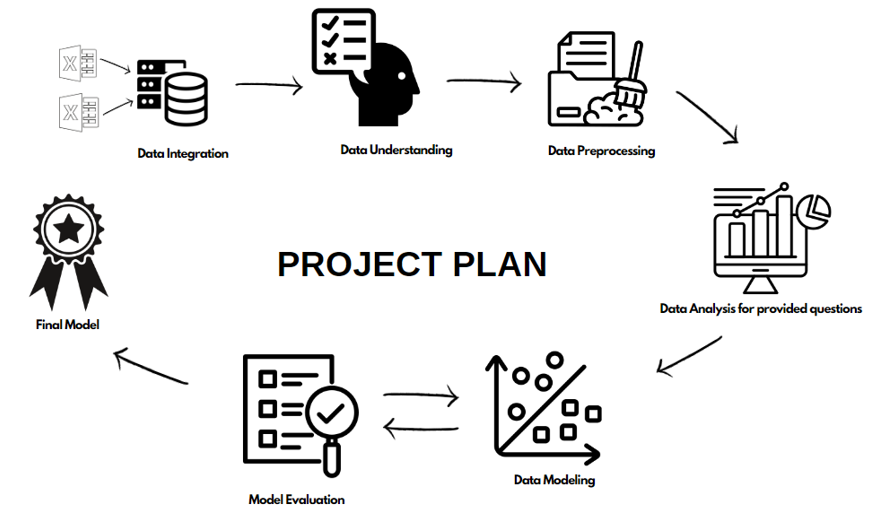 X
X
Data Integration
Data Understanding
Data Preprocessing
PROJECT PLAN
Data Analysis for provided questions
Final Model
Data Modeling
Model Evaluation